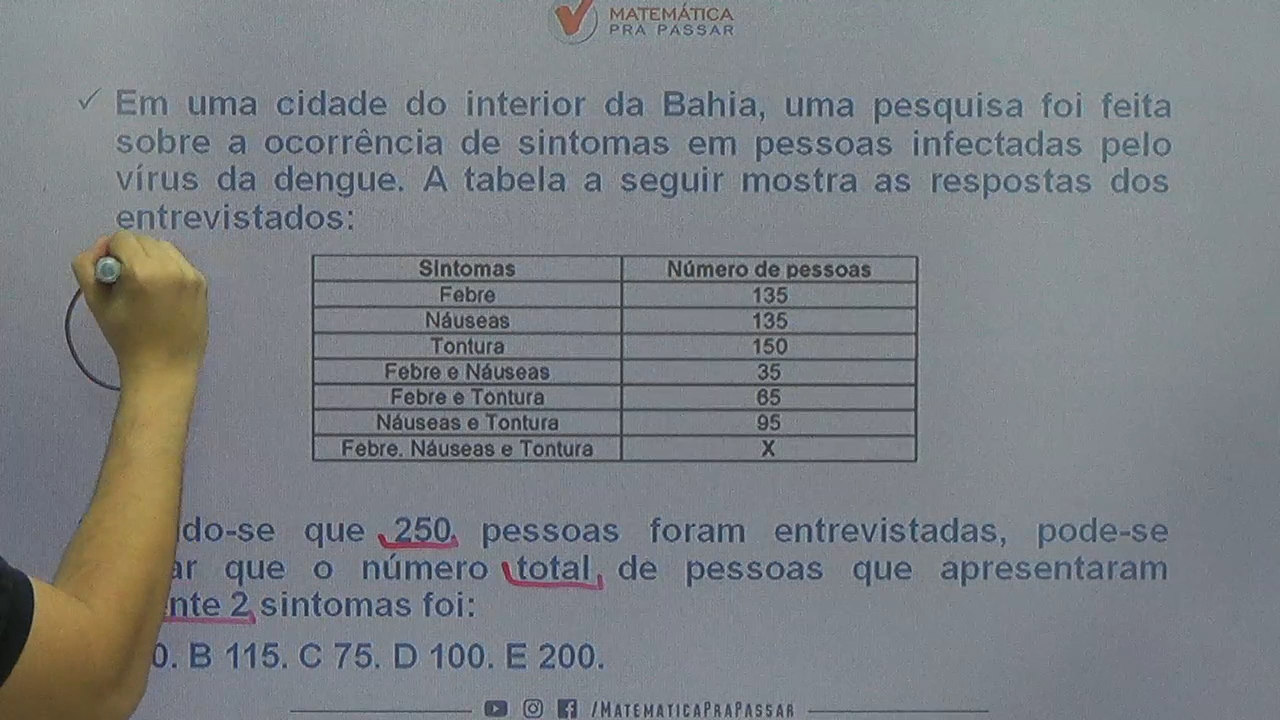 MATEMÁTICA
PRA PASSAR
Em uma cidade do interior da Bahia, uma pesquisa foi feita
sobre a ocorrência de sintomas em pessoas infectadas pelo
vírus da dengue. A tabela a seguir mostra as respostas dos
entrevistados:
Sintomas Número de pessoas
Febre 135
Náuseas 135
Tontura 150
Febre e Náuseas 35
Febre e Tontura 65
Náuseas e Tontura 95
Febre. Náuseas e Tontura X
do-se que 250 pessoas foram entrevistadas, pode-se
ar que o número total de pessoas que apresentaram
nte 2 sintomas foi:
0. B 115. C 75. D 100. E 200.
/MATEMATICAPRAPASSAR